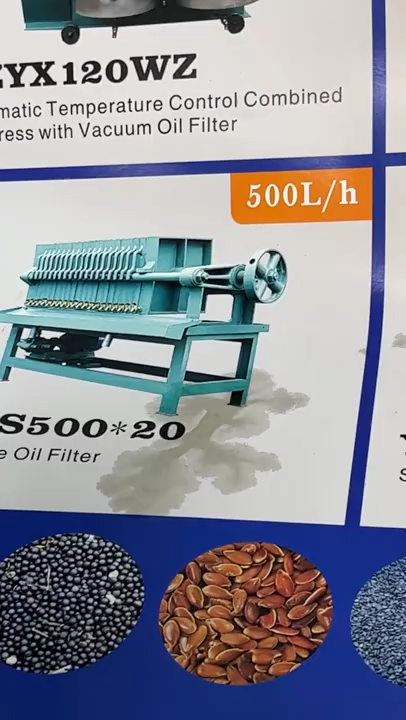 ZYX120WZ
matic Temperature Control Combined
ress with Vacuum Oil Filter
500L/h
S500*20
e Oil Filter